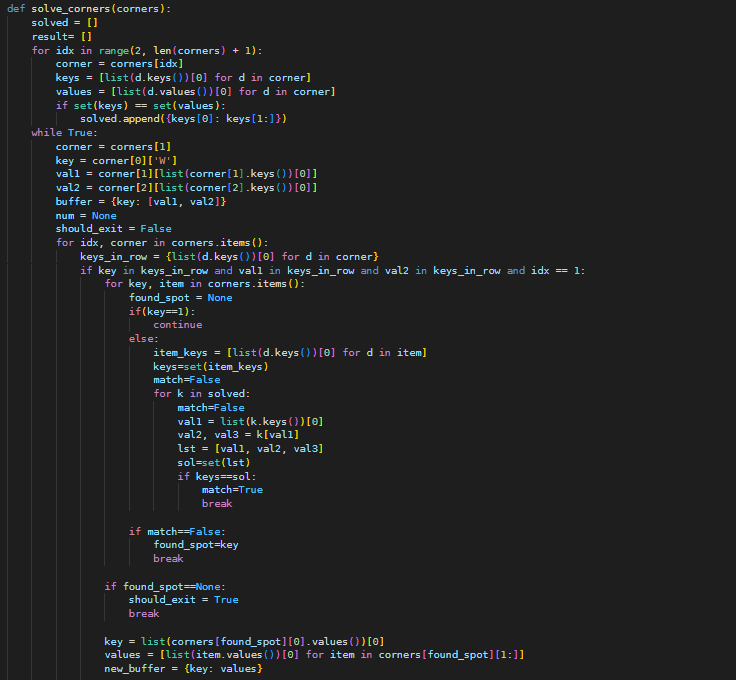 def solve_corners(corners):
    solved = []
    result= []
    for idx in range(2, len(corners) + 1):
        corner = corners[idx]
        keys = [list(d.keys())[0] for d in corner]
        values = [list(d.values())[0] for d in corner]
        if set(keys) == set(values):
            solved.append({keys[0]: keys[1:]})
    while True:
        corner = corners[1]
        key = corner[0]['W']
        val1 = corner[1][list(corner[1].keys())[0]]
        val2 = corner[2][list(corner[2].keys())[0]]
        buffer = {key: [val1, val2]}
        num = None
        should_exit = False
        for idx, corner in corners.items():
            keys_in_row = {list(d.keys())[0] for d in corner}
            if key in keys_in_row and val1 in keys_in_row and val2 in keys_in_row and idx == 1:
                for key, item in corners.items():
                    found_spot = None
                    if(key==1):
                        continue
                    else:
                        item_keys = [list(d.keys())[0] for d in item]
                        keys=set(item_keys)
                        match=False
                        for k in solved:
                            match=False
                            val1 = list(k.keys())[0]
                            val2, val3 = k[val1]
                            lst = [val1, val2, val3]
                            sol=set(lst)
                            if keys==sol:
                                match=True
                                break
                    if match==False:
                        found_spot=key
                        break
                if found_spot==None:
                    should_exit = True
                    break
                key = list(corners[found_spot][0].values())[0]
                values = [list(item.values())[0] for item in corners[found_spot][1:]]
                new_buffer = {key: values}